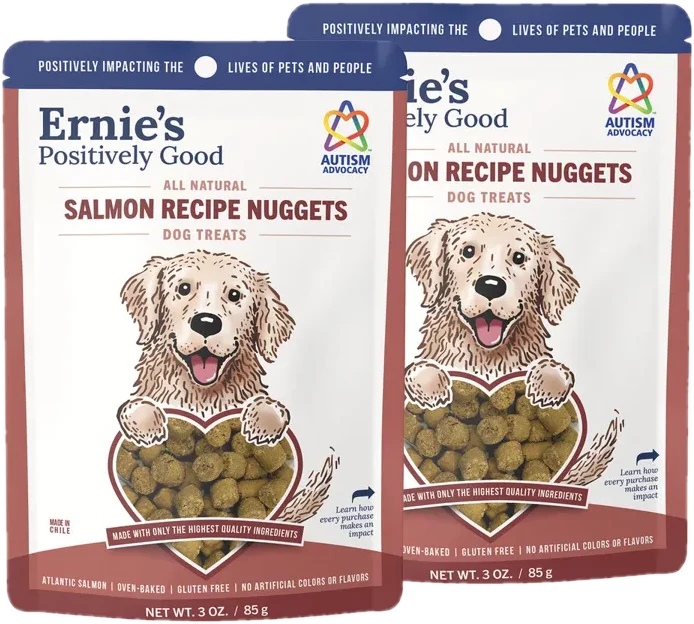 POSITIVELY IMPACTING THE LIVES OF PETS AND PEOPLE
Ernie's
Positively Good
AUTISM
ADVOCACY
ALL NATURAL
SALMON RECIPE NUGGETS
DOG TREATS
MADE IN
CHILE
MADE WITH ONLY THE HIGHEST QUALITY INGREDIENTS
Learn how
every purchase
makes an
impact
ATLANTIC SALMON | OVEN-BAKED | GLUTEN FREE | NO ARTIFICIAL COLORS OR FLAVORS
NET WT. 3 OZ. / 85 g
POSITIVELY IMPACTING THE LIVES OF PETS AND PEOPLE
ie's
ely Good
AUTISM
ADVOCACY
ALL NATURAL
ON RECIPE NUGGETS
DOG TREATS
ADE WITH ONLY THE HIGHEST QUALITY INGREDIENTS
Learn how
every purchase
makes an
impact
OVEN-BAKED | GLUTEN FREE | NO ARTIFICIAL COLORS OR FLAVORS
NET WT. 3 OZ. / 85 g